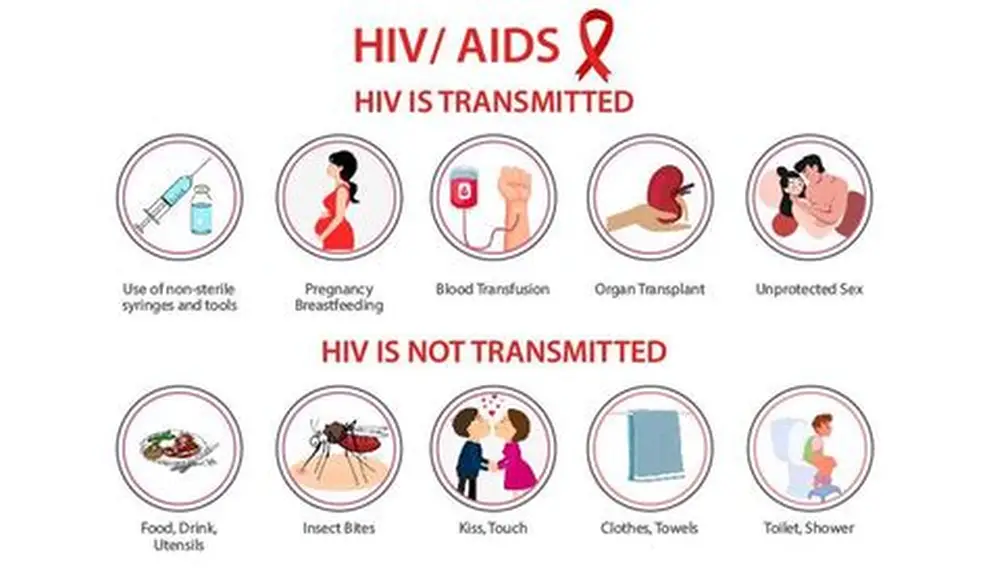 HIV/ AIDS
HIV IS TRANSMITTED
Use of non-sterile
syringes and tools
Pregnancy
Breastfeeding
Blood Transfusion
Organ Transplant
Unprotected Sex
HIV IS NOT TRANSMITTED
Food, Drink,
Utensils
Insect Bites
Kiss, Touch
Clothes, Towels
Toilet, Shower